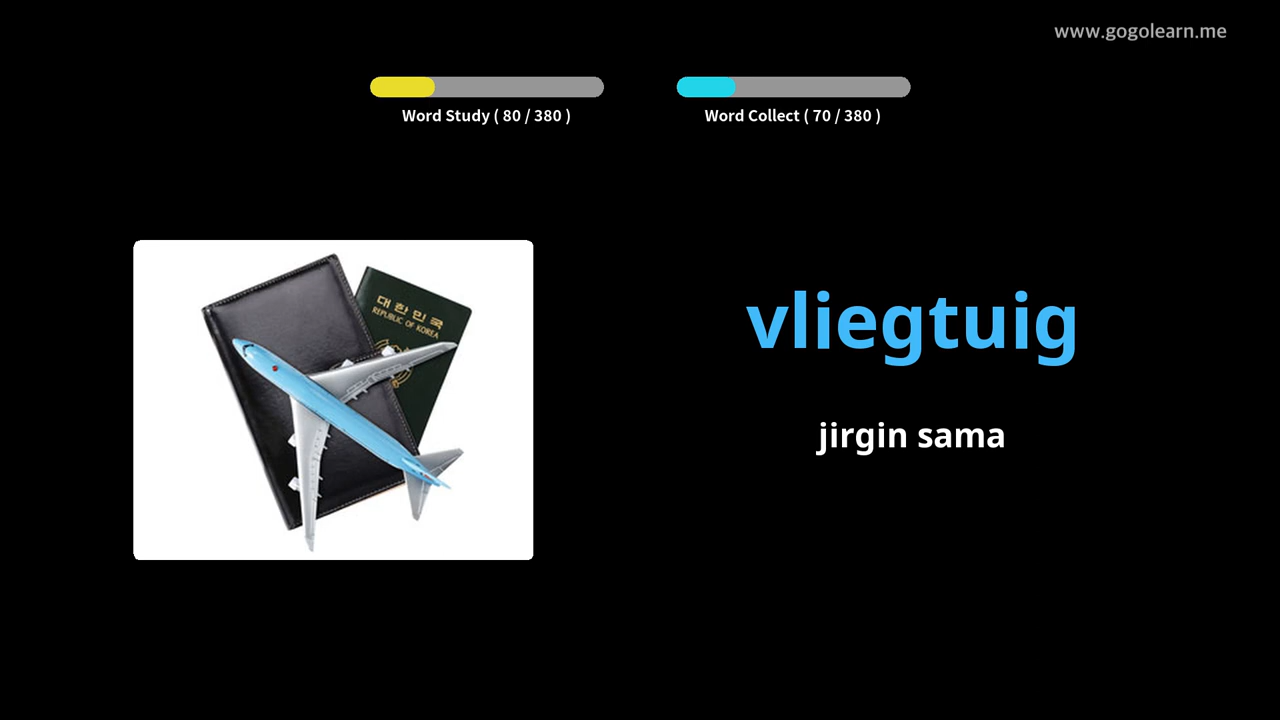 www.gogolearn.me
Word Study ( 80 / 380 )
Word Collect ( 70 / 380 )
대한민국
REPUBLIC OF KOREA
vliegtuig
jirgin sama